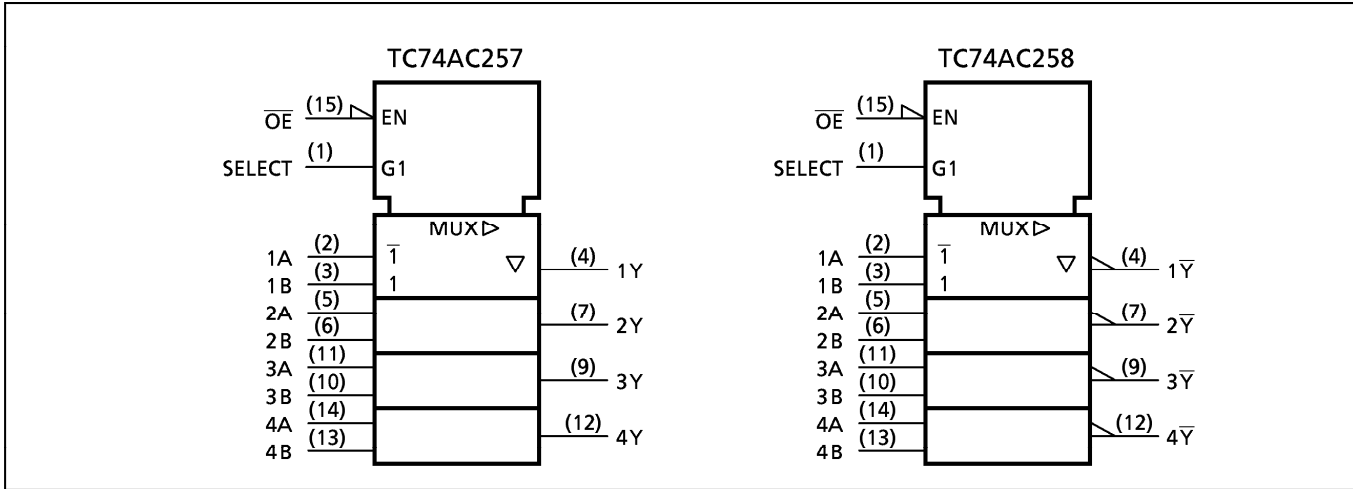 TC74AC257
O̅E̅ (15) EN
SELECT (1) G1
MUX
1A (2) 1̅
(4) 1Y
1B (3) 1
2A (5)
(7) 2Y
2B (6)
3A (11)
(9) 3Y
3B (10)
4A (14)
(12) 4Y
4B (13)
TC74AC258
O̅E̅ (15) EN
SELECT (1) G1
MUX
1A (2) 1̅
(4) 1Y̅
1B (3) 1
2A (5)
(7) 2Y̅
2B (6)
3A (11)
(9) 3Y̅
3B (10)
4A (14)
(12) 4Y̅
4B (13)